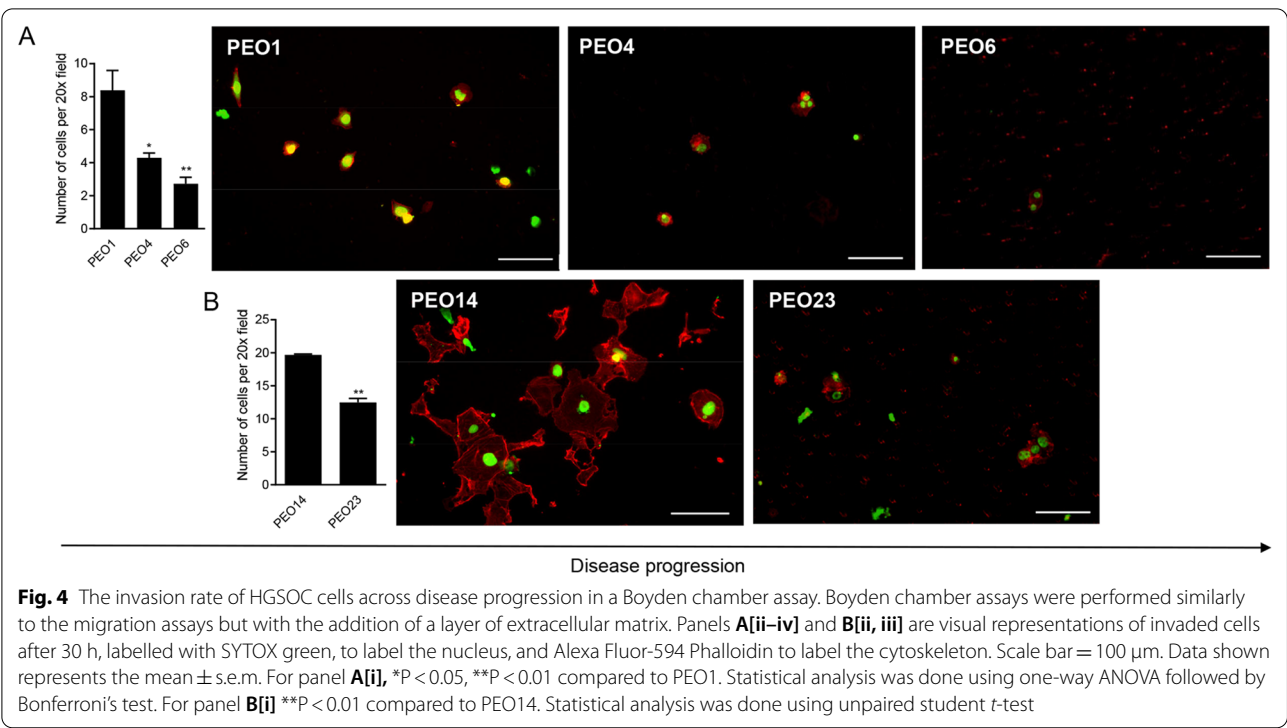 A
PEO1
PEO4
PEO6
Number of cells per 20x field
10
8
6
4
2
0
*
**
PEO1
PEO4
PEO6
B
PEO14
PEO23
Number of cells per 20x field
25
20
15
10
5
0
**
PEO14
PEO23
Disease progression
Fig. 4 The invasion rate of HGSOC cells across disease progression in a Boyden chamber assay. Boyden chamber assays were performed similarly
to the migration assays but with the addition of a layer of extracellular matrix. Panels A[ii–iv] and B[ii, iii] are visual representations of invaded cells
after 30 h, labelled with SYTOX green, to label the nucleus, and Alexa Fluor-594 Phalloidin to label the cytoskeleton. Scale bar = 100 μm. Data shown
represents the mean ± s.e.m. For panel A[i], *P < 0.05, **P < 0.01 compared to PEO1. Statistical analysis was done using one-way ANOVA followed by
Bonferroni's test. For panel B[i] **P < 0.01 compared to PEO14. Statistical analysis was done using unpaired student t-test